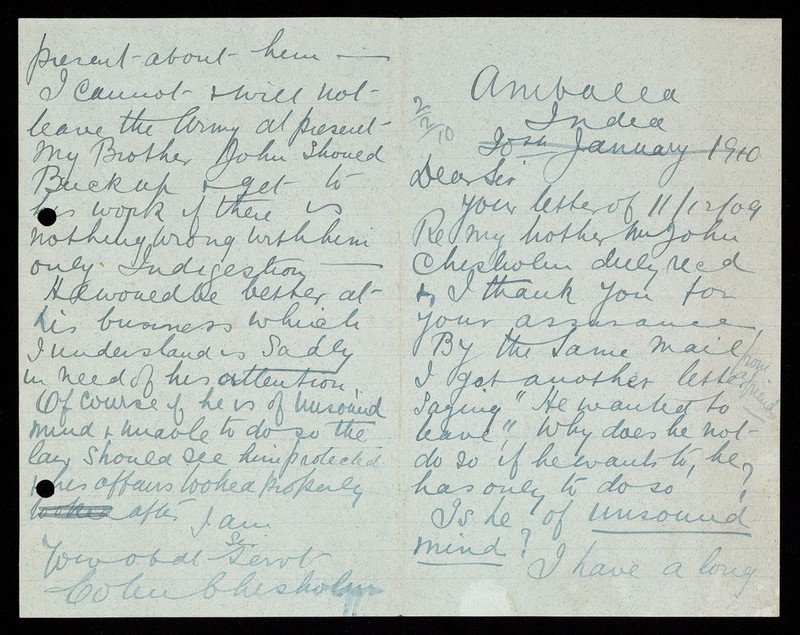 Amballa
India
20th January 1910
2/2/10
Dear Sir
Your letter of 11/12/09
Re My brother Mr John
Chisholm duly rec'd
& I thank you for
your assurance
By the Same mail
I got another letter
from a friend
Saying "He wanted to
leave". Why does he not-
do so if he wants to, he
has only to do so?
Is he of Unsound
mind?
I have a long
present-about-him —
I cannot- & will not-
leave the Army at present-
My Brother John Should
Buck up & get to
his work if there is
nothing wrong with him
only Indigestion —
He would be better at-
his business which
I understand is Sadly
in need of his attention.
Of Course if he is of Unsound
mind & unable to do so the
law Should see him protected
& his affairs looked properly
after
I am
Sir
Your obdt Servt
Colin Chisholm